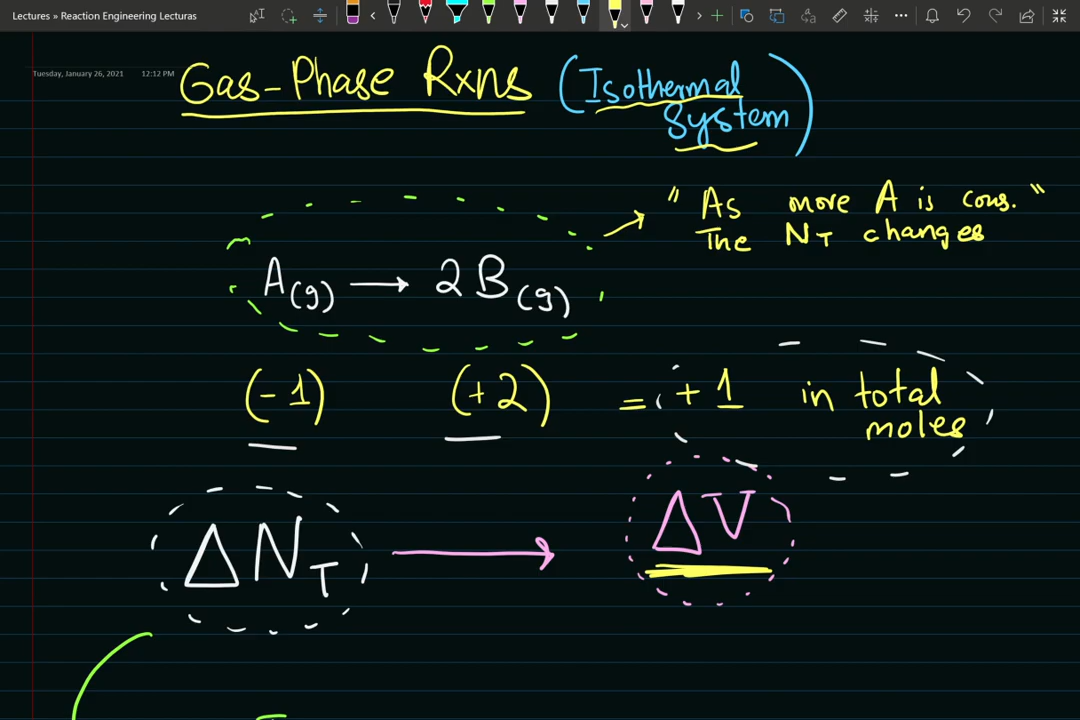 Lectures » Reaction Engineering Lecturas
Tuesday, January 26, 2021 12:12 PM
Gas-Phase Rxns (Isothermal System)
"As more A is cons."
The NT changes
A(g) → 2B(g)
(-1) (+2) = +1 in total moles
ΔNT → ΔV